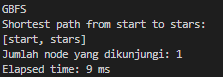 GBFS
Shortest path from start to stars:
[start, stars]
Jumlah node yang dikunjungi: 1
Elapsed time: 9 ms